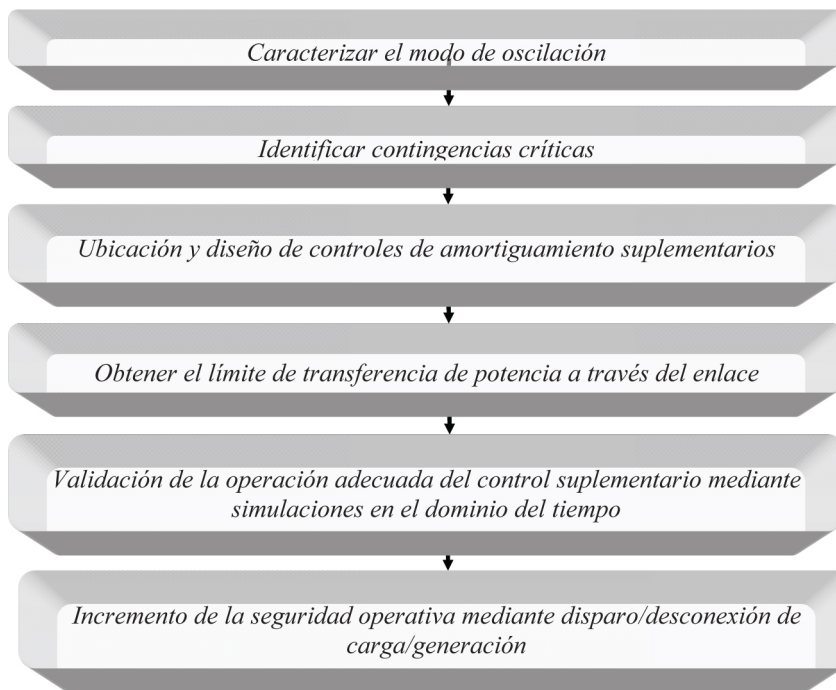 Caracterizar el modo de oscilación
Identificar contingencias críticas
Ubicación y diseño de controles de amortiguamiento suplementarios
Obtener el límite de transferencia de potencia a través del enlace
Validación de la operación adecuada del control suplementario mediante
simulaciones en el dominio del tiempo
Incremento de la seguridad operativa mediante disparo/desconexión de
carga/generación